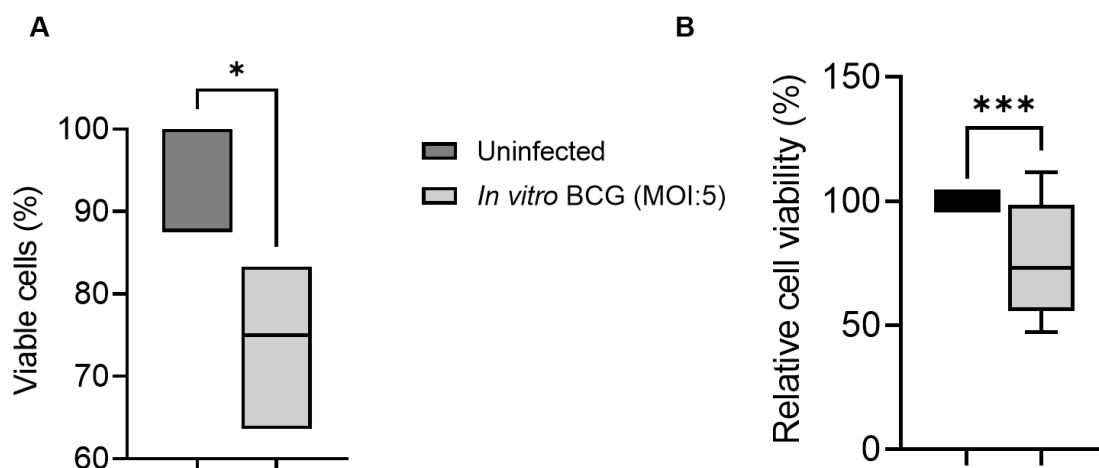 A
Viable cells (%)
100
90
80
70
60
*
Uninfected
In vitro BCG (MOI:5)
B
Relative cell viability (%)
150
100
50
0
***